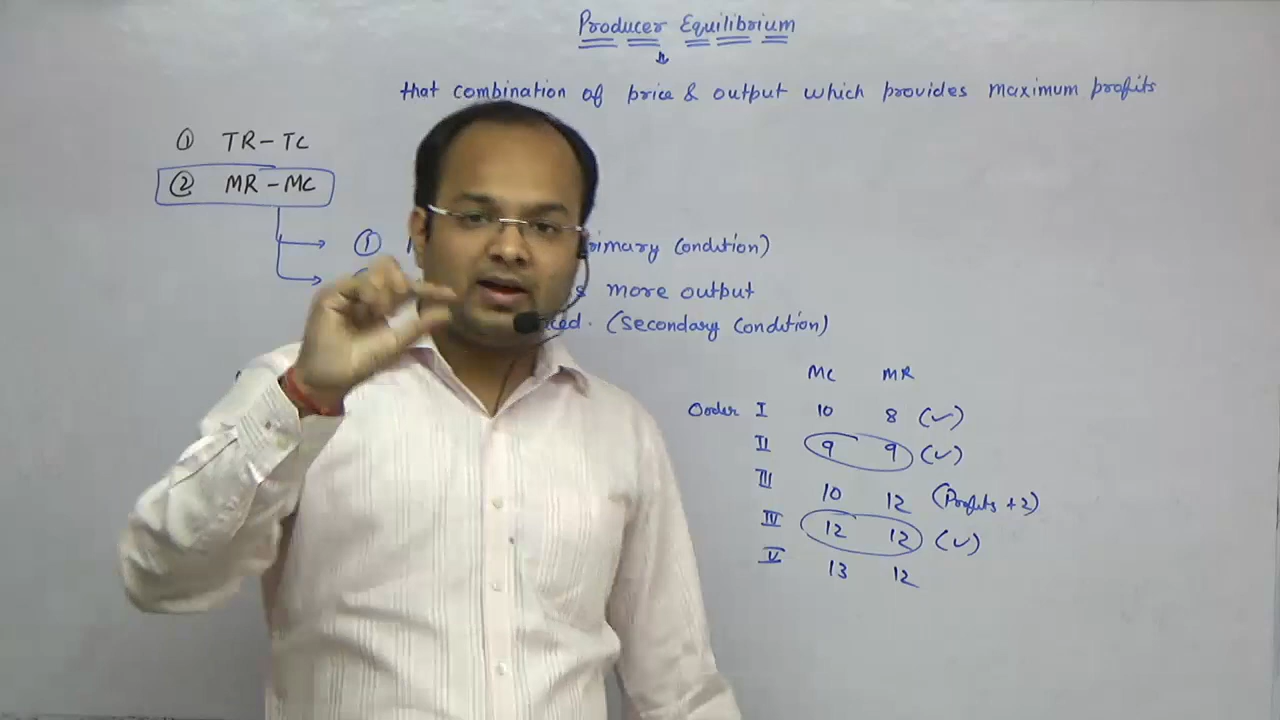 Producer Equilibrium
that combination of price & output which provides maximum profits
① TR - TC
② MR - MC
① Condition)
more output
(Secondary Condition)
MC MR
Order I 10 8 (✓)
II 9 9 (✓)
III 10 12 (Profits +2)
IV 12 12 (✓)
V 13 12